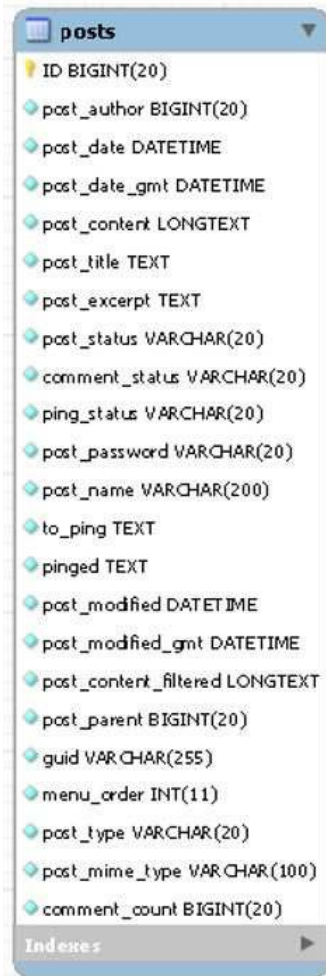 posts
ID BIGINT(20)
post_author BIGINT(20)
post_date DATETIME
post_date_gmt DATETIME
post_content LONGTEXT
post_title TEXT
post_excerpt TEXT
post_status VARCHAR(20)
comment_status VARCHAR(20)
ping_status VARCHAR(20)
post_password VARCHAR(20)
post_name VARCHAR(200)
to_ping TEXT
pinged TEXT
post_modified DATETIME
post_modified_gmt DATETIME
post_content_filtered LONGTEXT
post_parent BIGINT(20)
guid VARCHAR(255)
menu_order INT(11)
post_type VARCHAR(20)
post_mime_type VARCHAR(100)
comment_count BIGINT(20)
Indexes